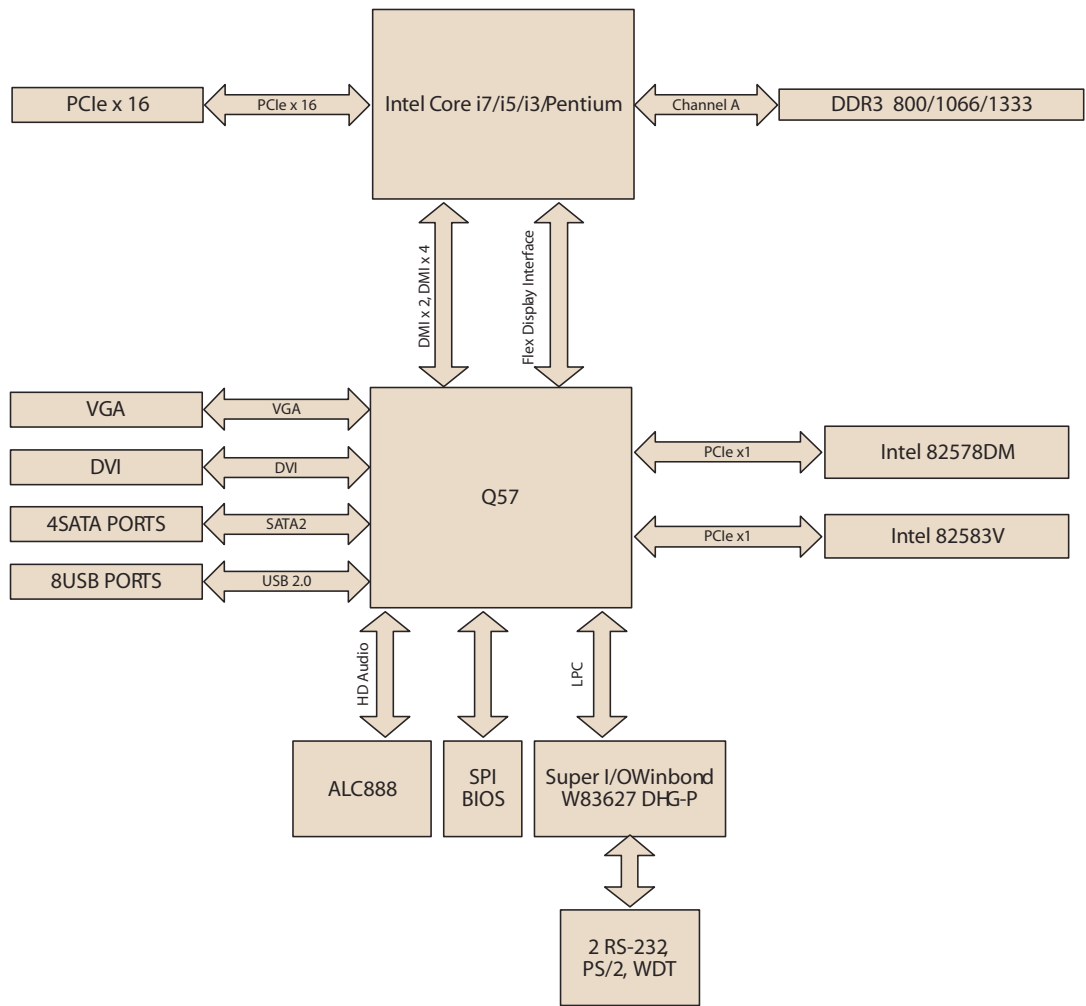 PCIe x 16
PCIe x 16
Intel Core i7/i5/i3/Pentium
Channel A
DDR3 800/1066/1333
DMI x 2, DMI x 4
Flex Display Interface
VGA
VGA
DVI
DVI
4SATA PORTS
SATA2
8USB PORTS
USB 2.0
Q57
PCIe x1
Intel 82578DM
PCIe x1
Intel 82583V
HD Audio
LPC
ALC888
SPI
BIOS
Super I/OWinbond
W83627 DHG-P
2 RS-232,
PS/2, WDT